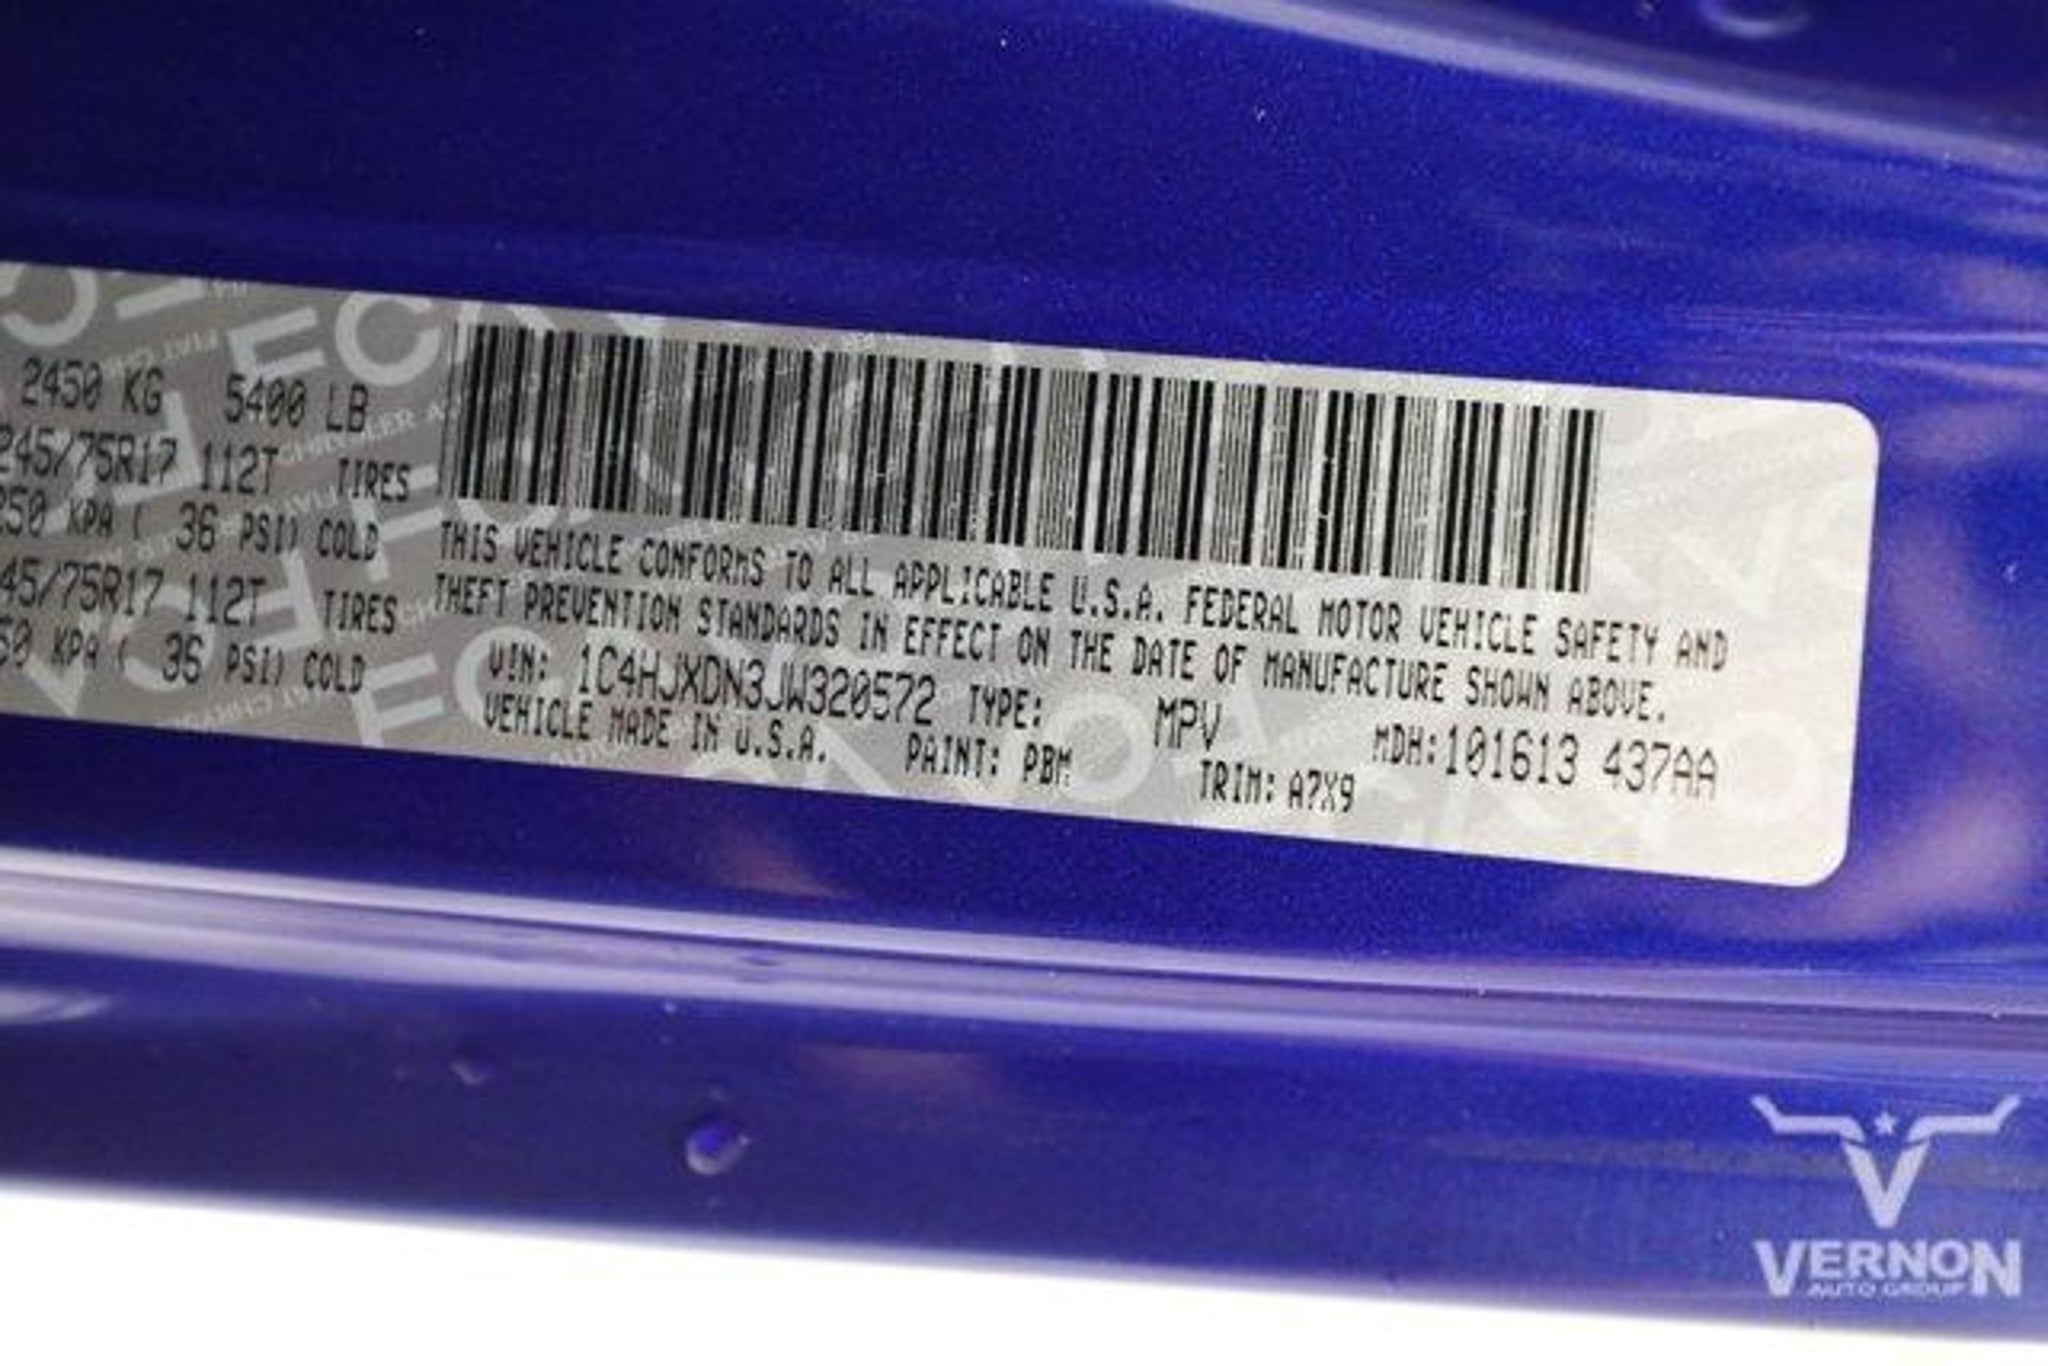 2450 KG 5400 LB
245/75R17 112T TIRES
250 KPA ( 36 PSI) COLD
45/75R17 112T TIRES
50 KPA ( 36 PSI) COLD
THIS VEHICLE CONFORMS TO ALL APPLICABLE U.S.A. FEDERAL MOTOR VEHICLE SAFETY AND
THEFT PREVENTION STANDARDS IN EFFECT ON THE DATE OF MANUFACTURE SHOWN ABOVE.
VIN: 1C4HJXDN3JW320572 TYPE: MPV MDH:101613 437AA
VEHICLE MADE IN U.S.A. PAINT: PBM TRIM: A7X9
VERNON
AUTO GROUP